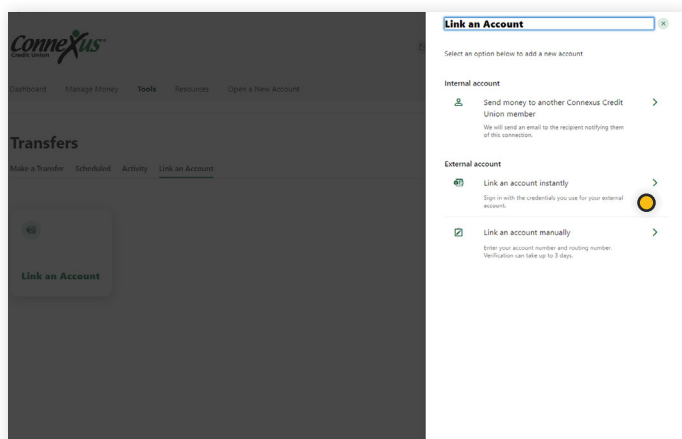 Connexus
Credit Union
Dashboard Manage Money Tools Resources Open a New Account
Transfers
Make a Transfer Scheduled Activity Link an Account
Link an Account
Link an Account
Select an option below to add a new account
Internal account
Send money to another Connexus Credit
Union member
We will send an email to the recipient notifying them
of this connection.
External account
Link an account instantly
Sign in with the credentials you use for your external
account.
Link an account manually
Enter your account number and routing number.
Verification can take up to 3 days.